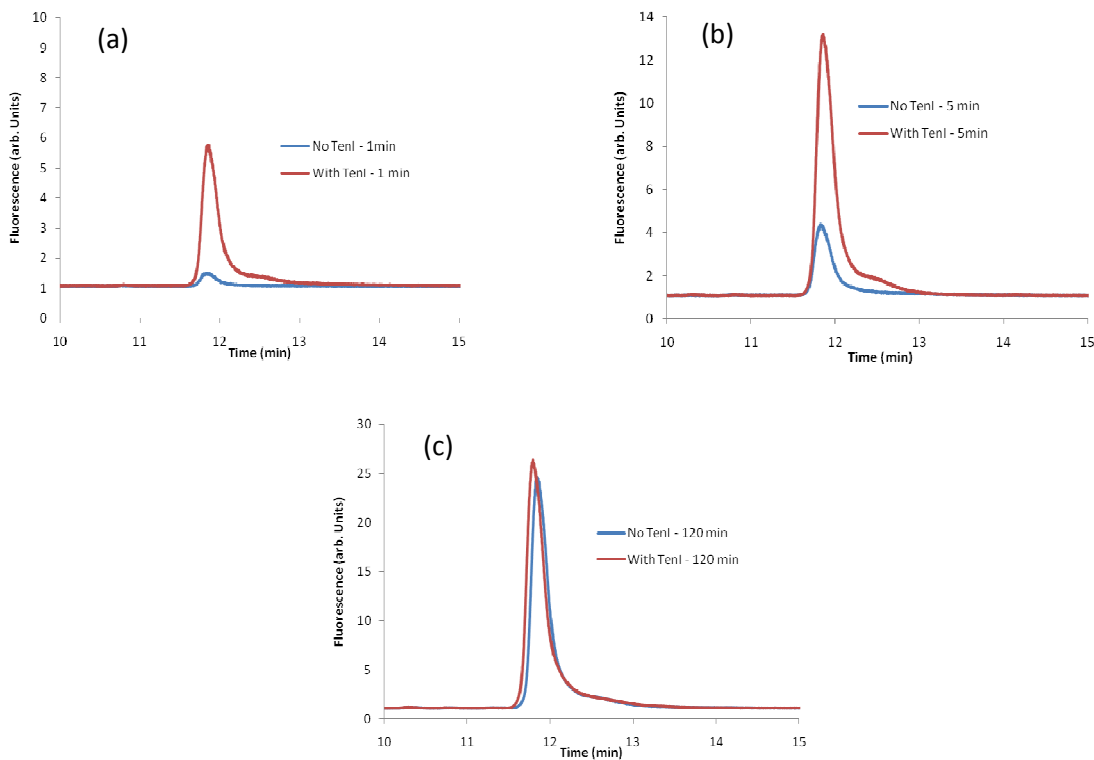 (a)
Fluorescence (arb. Units)
10
9
8
7
6
5
4
3
2
1
0
No TenI - 1min
With TenI - 1 min
10 11 12 13 14 15
Time (min)
(b)
Fluorescence (arb. Units)
14
12
10
8
6
4
2
0
No TenI - 5 min
With TenI - 5min
10 11 12 13 14 15
Time (min)
(c)
Fluorescence (arb. Units)
30
25
20
15
10
5
0
No TenI - 120 min
With TenI - 120 min
10 11 12 13 14 15
Time (min)